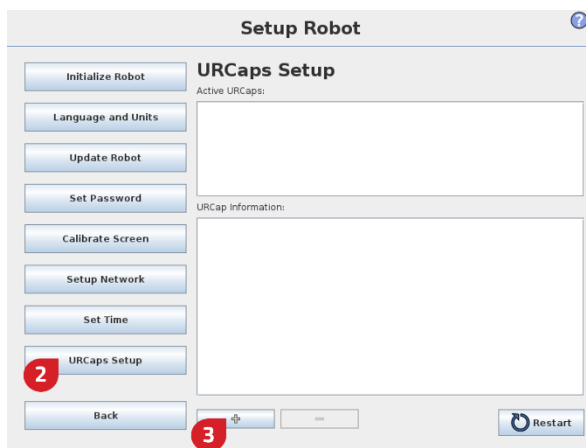 Setup Robot
?
Initialize Robot
Language and Units
Update Robot
Set Password
Calibrate Screen
Setup Network
Set Time
URCaps Setup
2
Back
URCaps Setup
Active URCaps:
URCap Information:
+
3
−
Restart